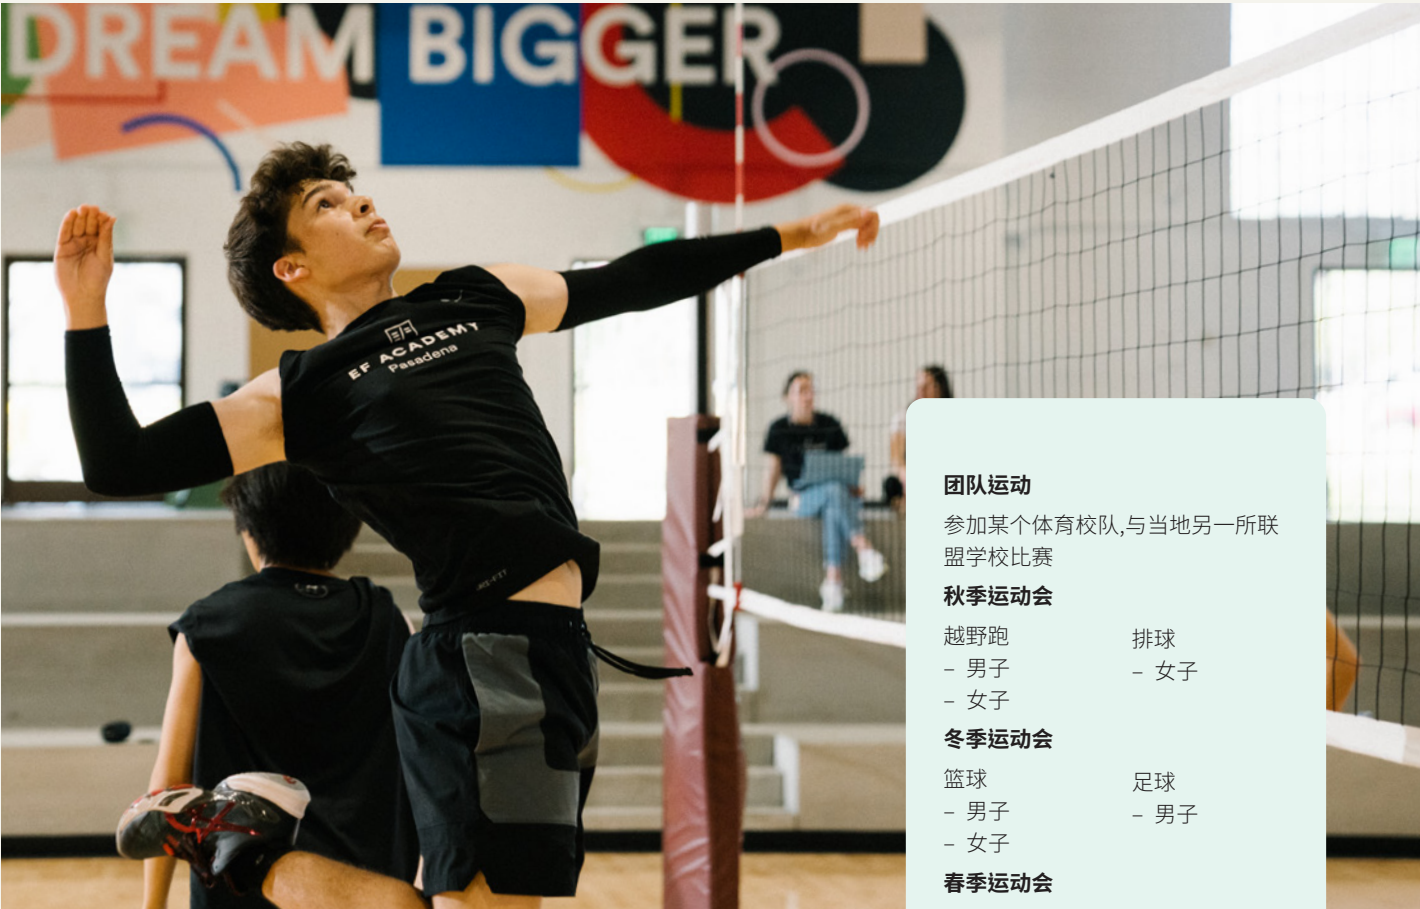 DREAM BIGGER
EF ACADEMY
Pasadena
团队运动
参加某个体育校队,与当地另一所联
盟学校比赛
秋季运动会
越野跑
– 男子
– 女子
排球
– 女子
冬季运动会
篮球
– 男子
– 女子
足球
– 男子
春季运动会